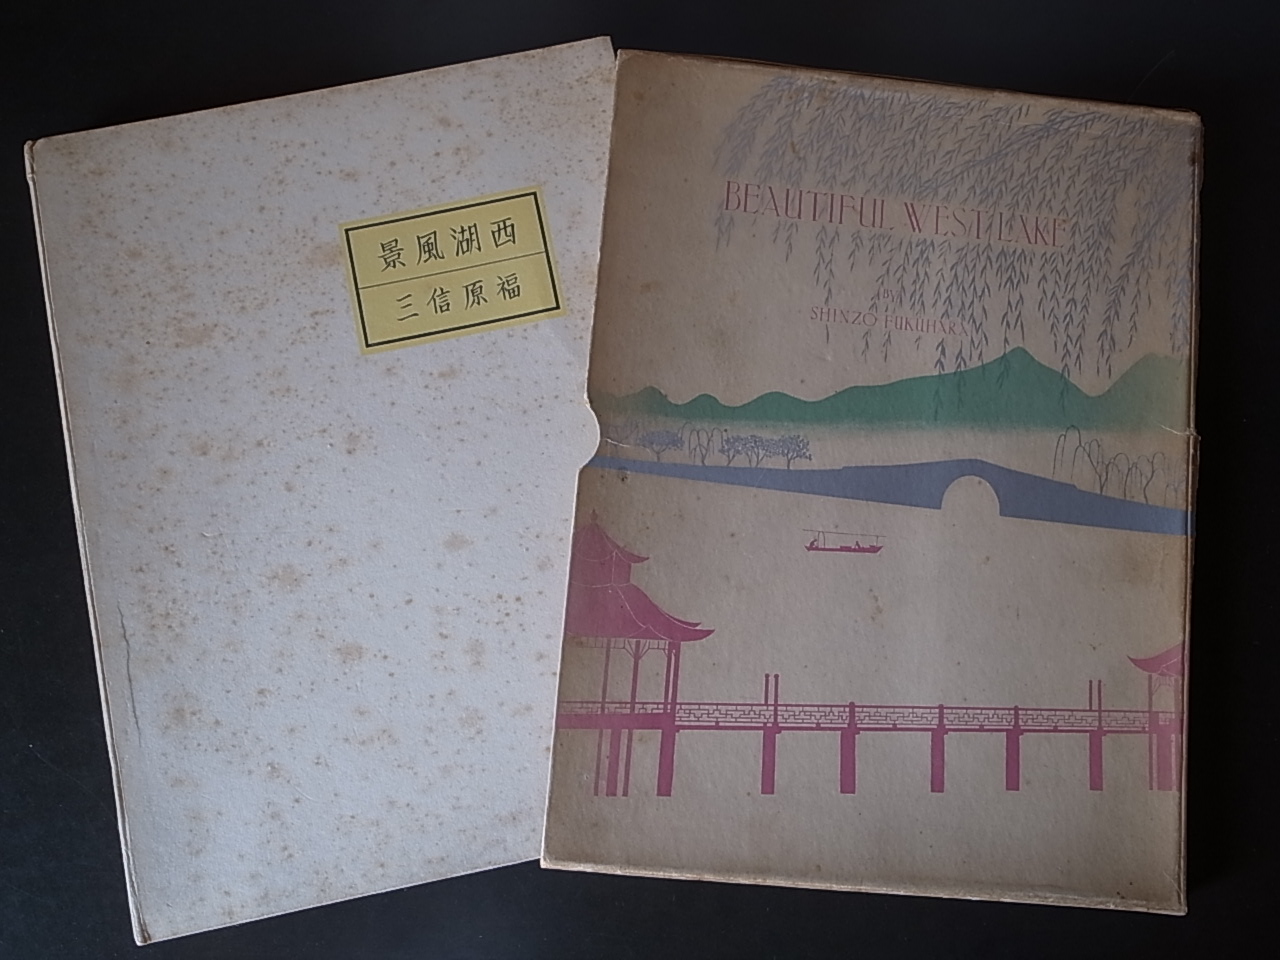 西湖風景
福原信三
BEAUTIFUL WEST LAKE
BY
SHINZO FUKUHARA